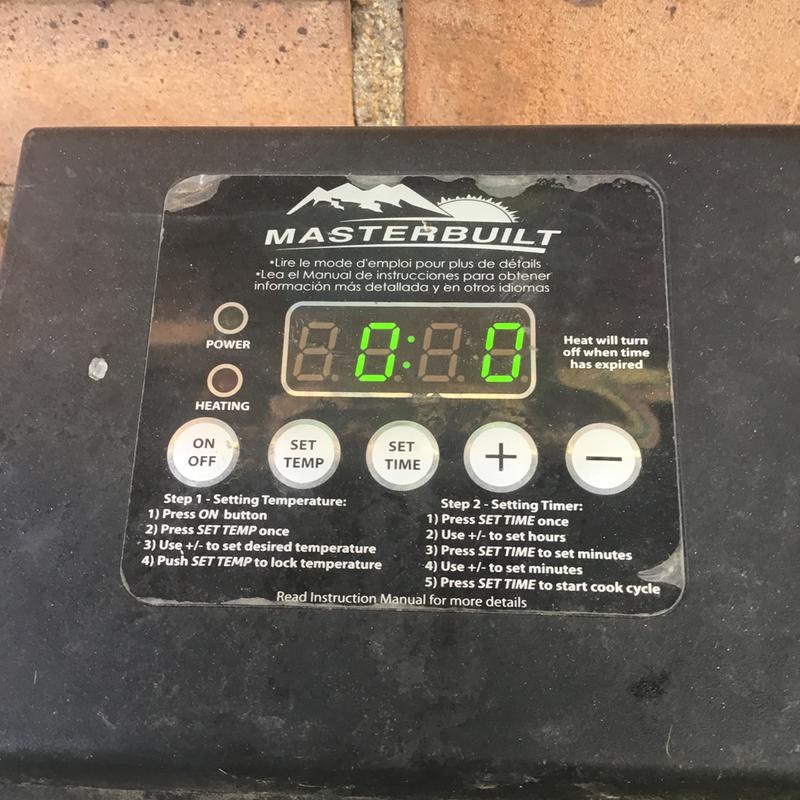 MASTERBUILT
•Lire le mode d'emploi pour plus de détails
•Lea el Manual de instrucciones para obtener
información más detallada y en otros idiomas
0: 0
POWER
Heat will turn
off when time
has expired
HEATING
ON
OFF
SET
TEMP
SET
TIME
+
−
Step 1 - Setting Temperature:
1) Press ON button
2) Press SET TEMP once
3) Use +/- to set desired temperature
4) Push SET TEMP to lock temperature
Step 2 - Setting Timer:
1) Press SET TIME once
2) Use +/- to set hours
3) Press SET TIME to set minutes
4) Use +/- to set minutes
5) Press SET TIME to start cook cycle
Read Instruction Manual for more details